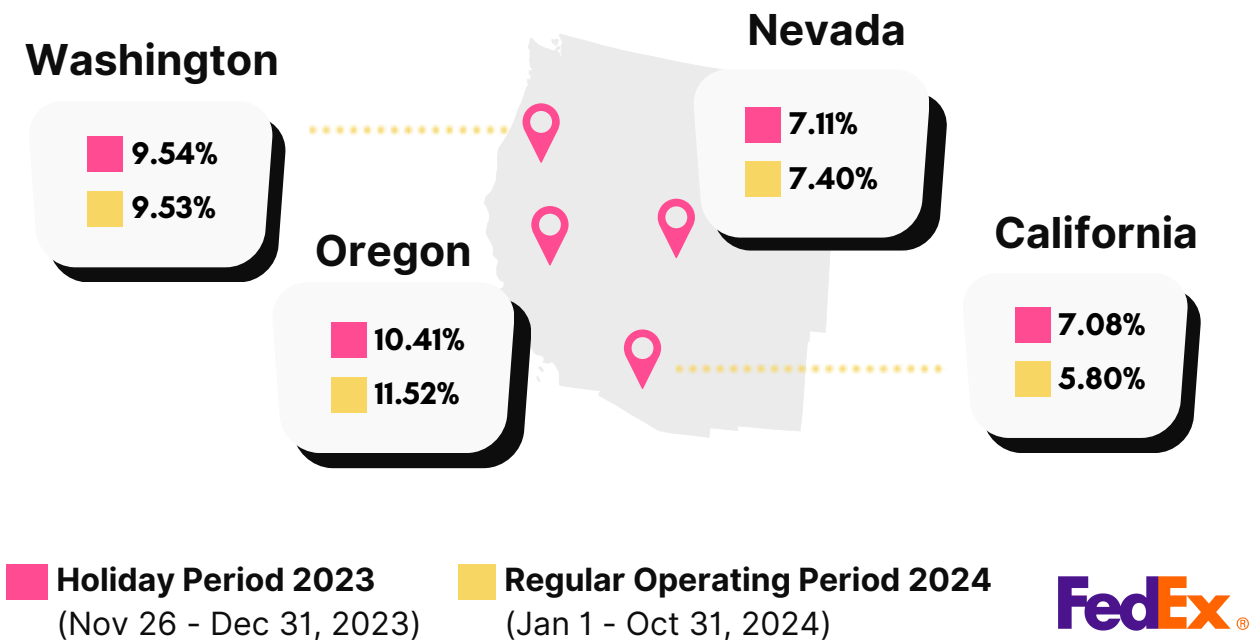 Washington
9.54%
9.53%
Oregon
10.41%
11.52%
Nevada
7.11%
7.40%
California
7.08%
5.80%
Holiday Period 2023
(Nov 26 - Dec 31, 2023)
Regular Operating Period 2024
(Jan 1 - Oct 31, 2024)
FedEx ®